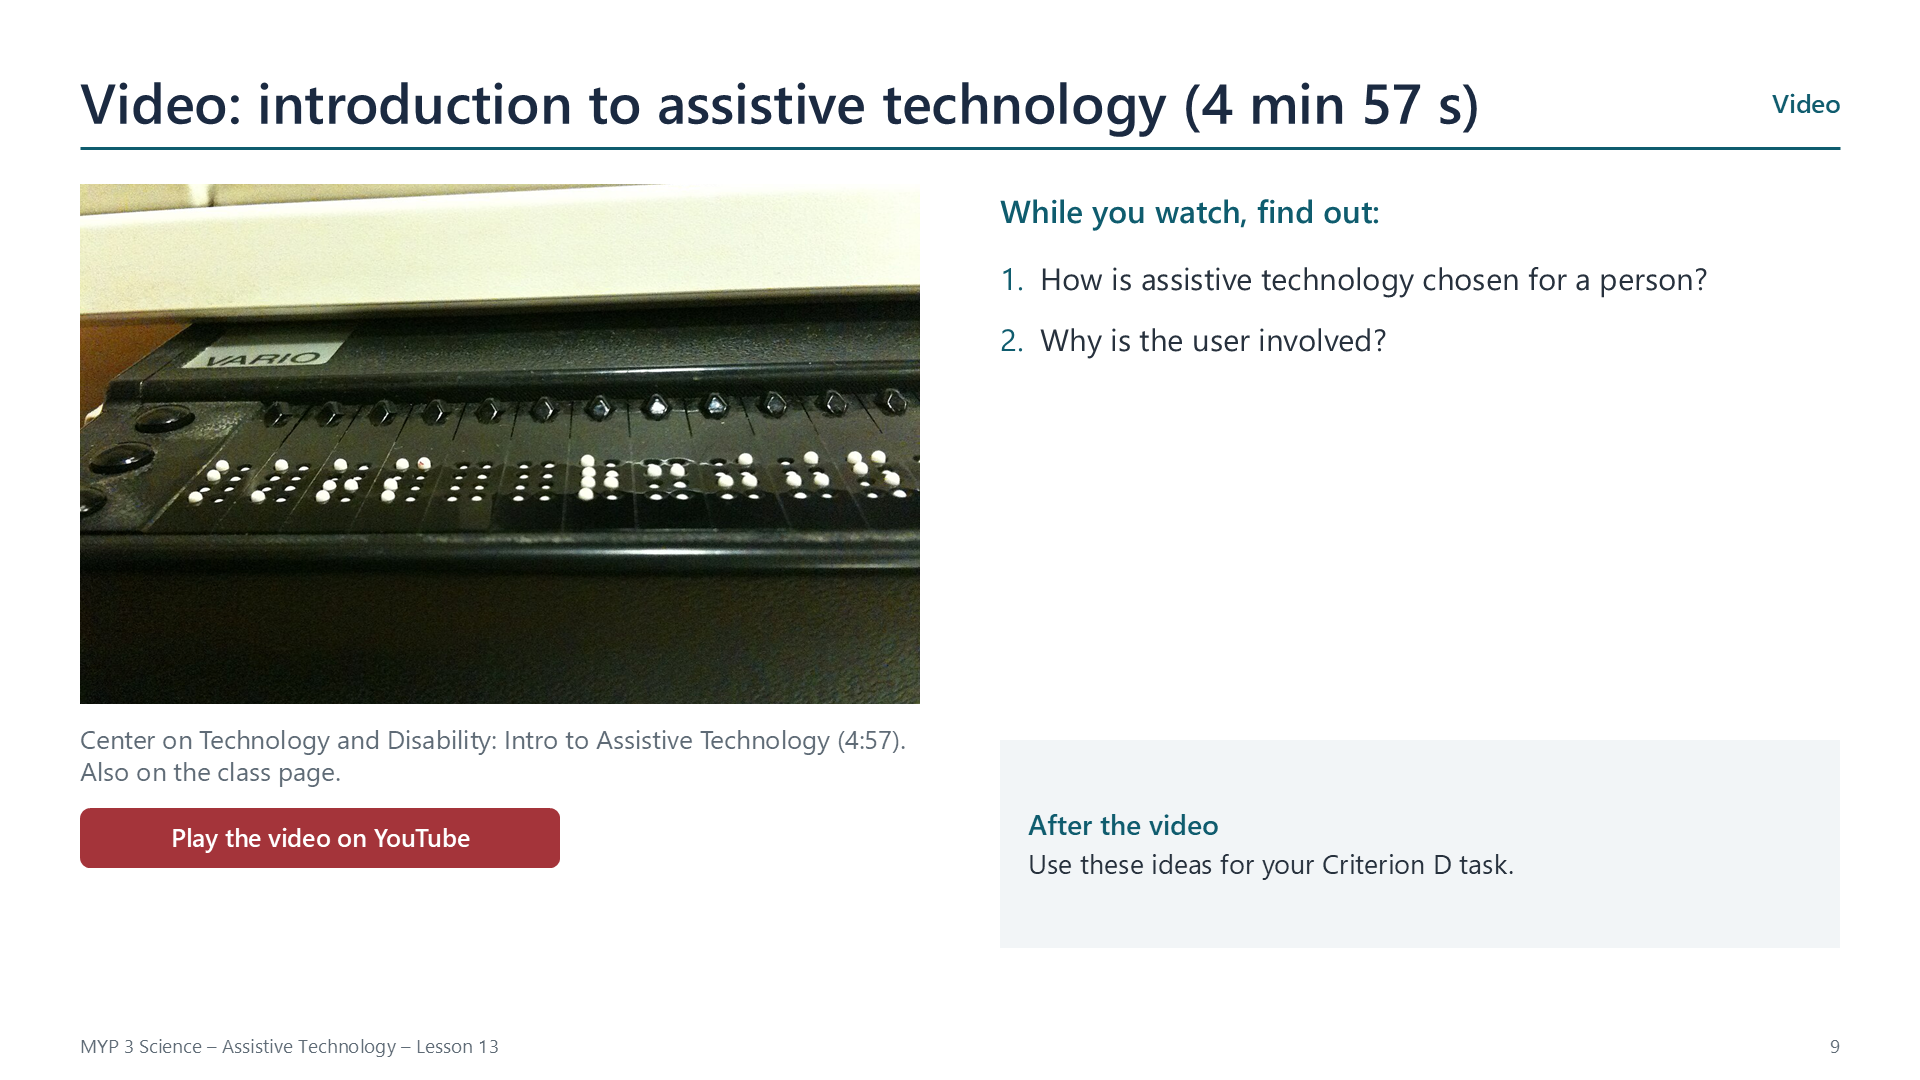 Video: introduction to assistive technology (4 min 57 s)
Video
VARIO
Center on Technology and Disability: Intro to Assistive Technology (4:57).
Also on the class page.
Play the video on YouTube
While you watch, find out:
1. How is assistive technology chosen for a person?
2. Why is the user involved?
After the video
Use these ideas for your Criterion D task.
MYP 3 Science – Assistive Technology – Lesson 13
9